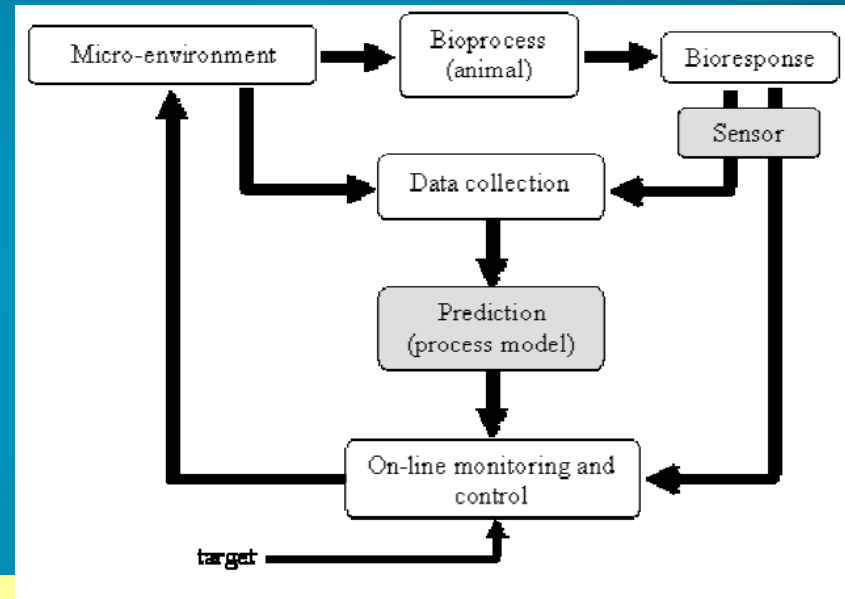 Micro-environment
Bioprocess
(animal)
Bioresponse
Sensor
Data collection
Prediction
(process model)
On-line monitoring and
control
target